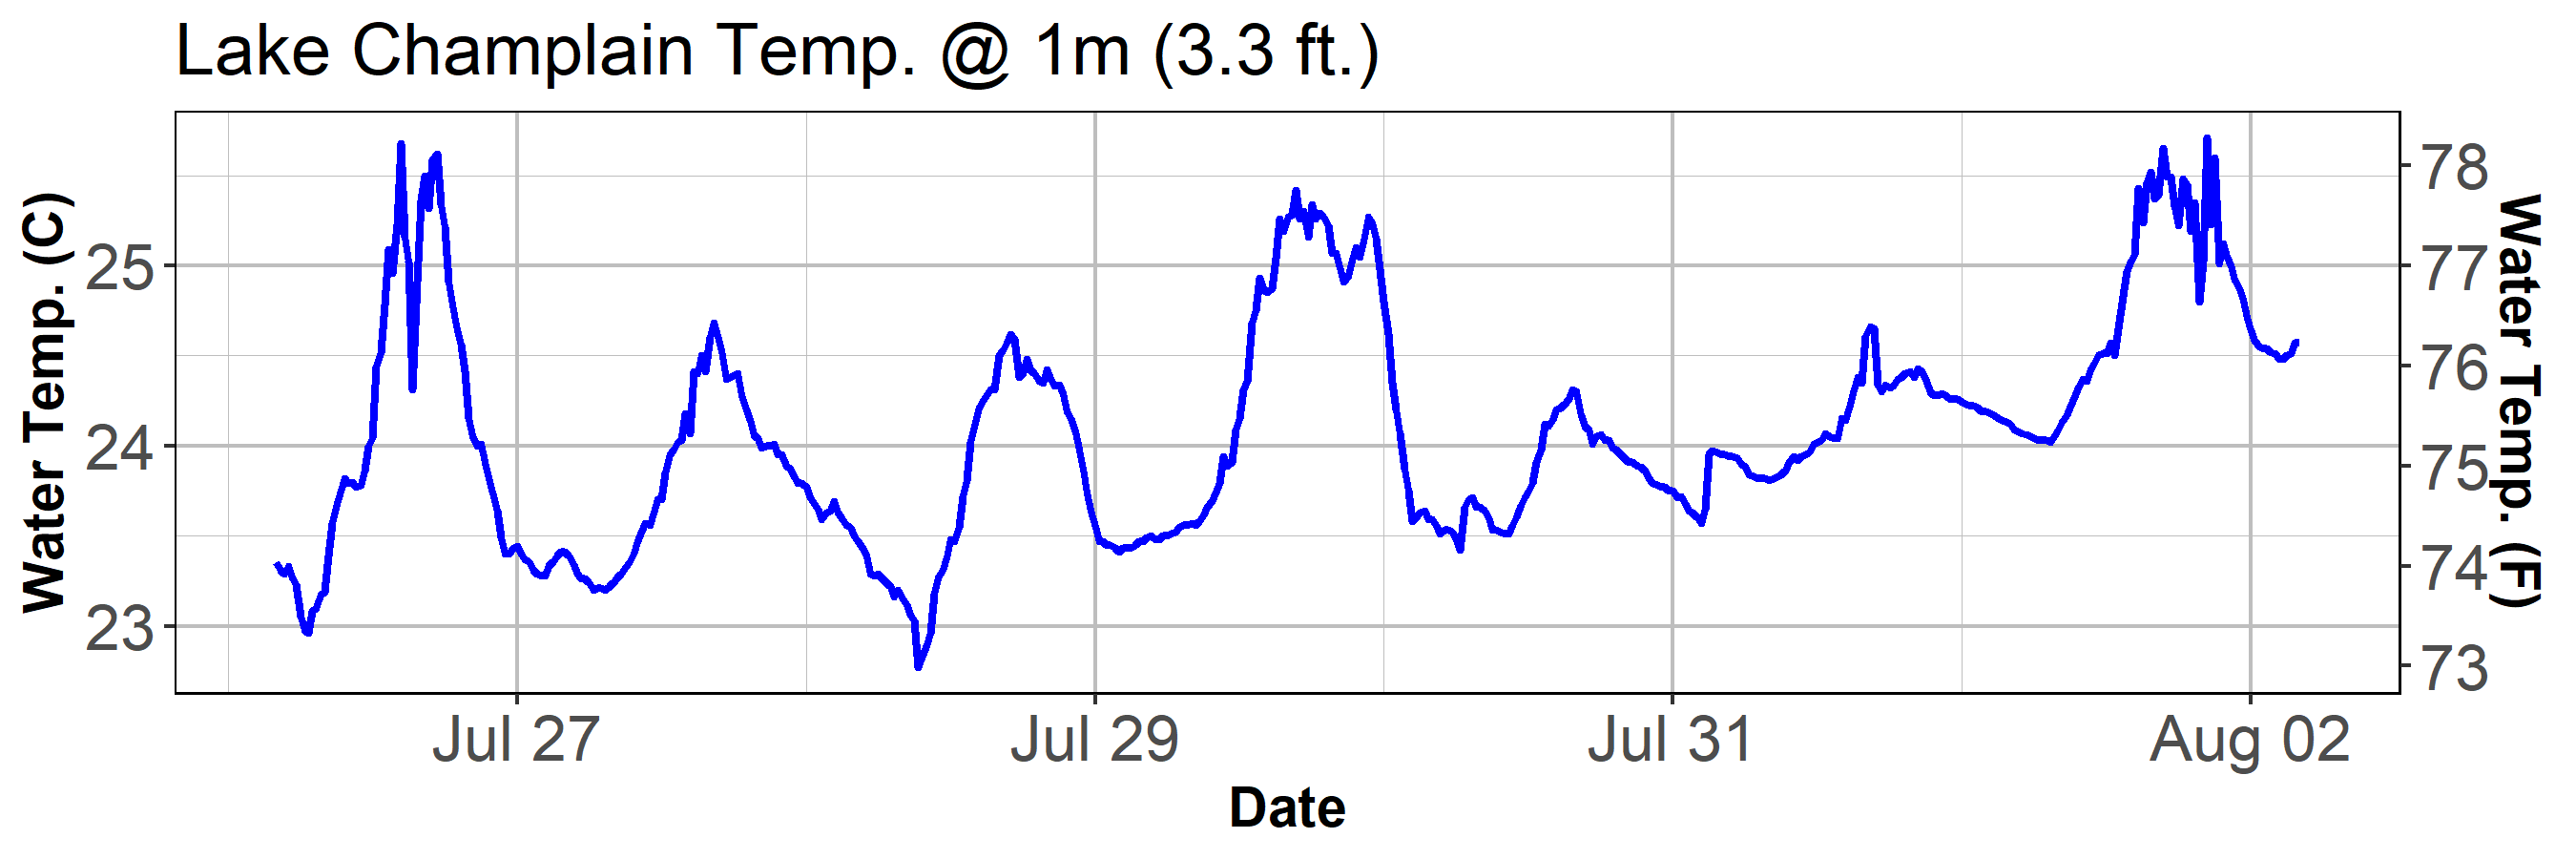 Lake Champlain Temp. @ 1m (3.3 ft.)
Water Temp. (C)
25
24
23
78
77
76
75
74
73
Water Temp. (F)
Jul 27
Jul 29
Jul 31
Aug 02
Date